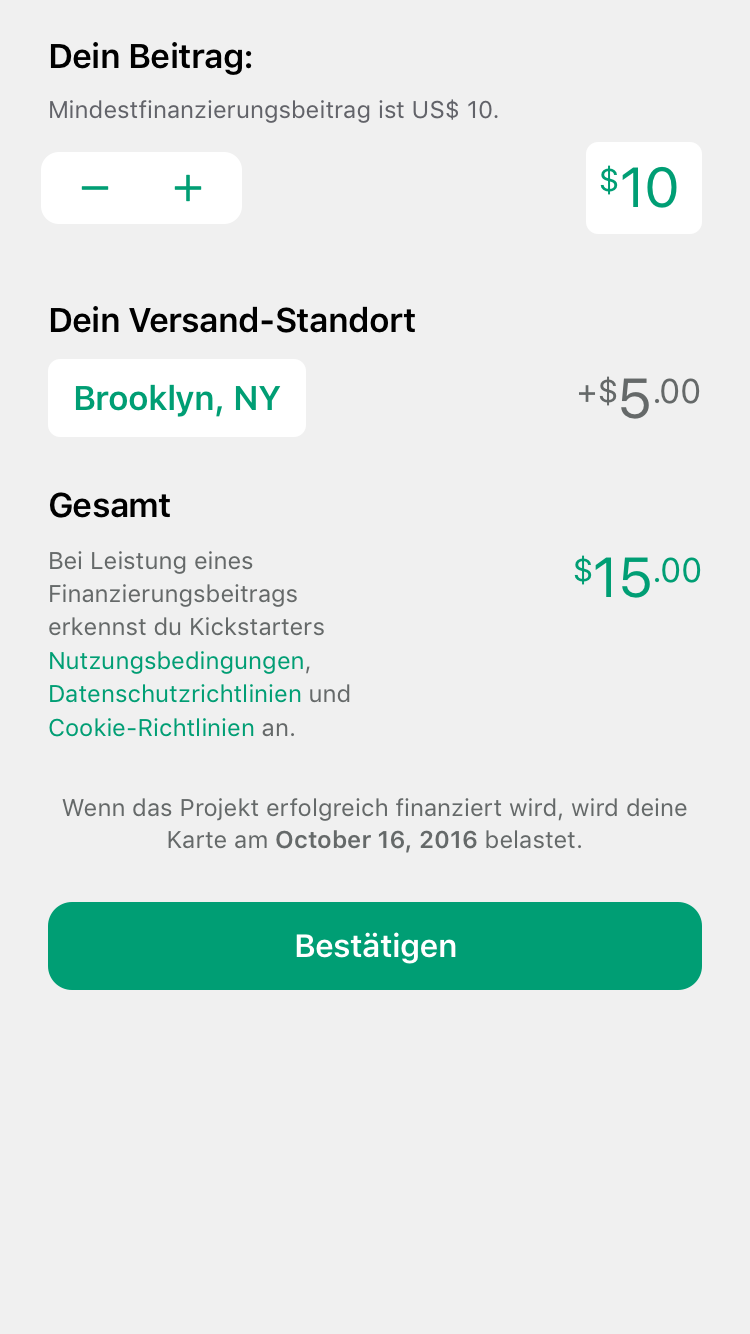 Dein Beitrag:
Mindestfinanzierungsbeitrag ist US$ 10.
− +
$10
Dein Versand-Standort
Brooklyn, NY
+$5.00
Gesamt
Bei Leistung eines
Finanzierungsbeitrags
erkennst du Kickstarters
Nutzungsbedingungen,
Datenschutzrichtlinien und
Cookie-Richtlinien an.
$15.00
Wenn das Projekt erfolgreich finanziert wird, wird deine
Karte am October 16, 2016 belastet.
Bestätigen